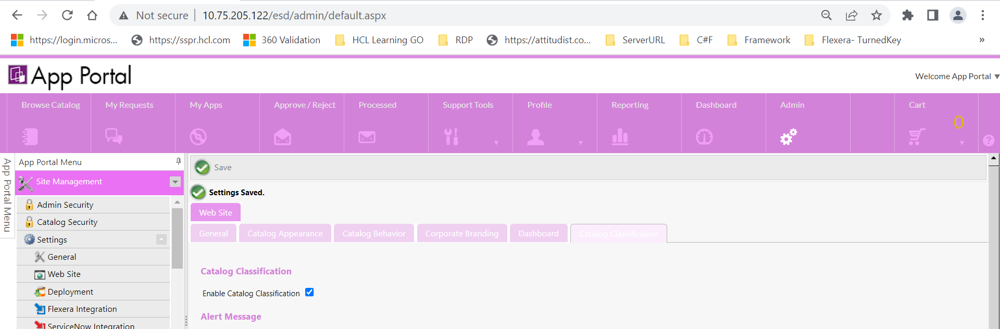 Not secure | 10.75.205.122/esd/admin/default.aspx
https://login.micros... https://sspr.hcl.com 360 Validation HCL Learning GO RDP https://attitudist.co... ServerURL C#F Framework Flexera- TurnedKey »
App Portal
Welcome App Portal
Browse Catalog My Requests My Apps Approve / Reject Processed Support Tools Profile Reporting Dashboard Admin Cart
0
?
App Portal Menu
App Portal Menu
Site Management
Admin Security
Catalog Security
Settings
General
Web Site
Deployment
Flexera Integration
ServiceNow Integration
Save
Settings Saved.
Web Site
General Catalog Appearance Catalog Behavior Corporate Branding Dashboard Catalog Classification
Catalog Classification
Enable Catalog Classification
Alert Message